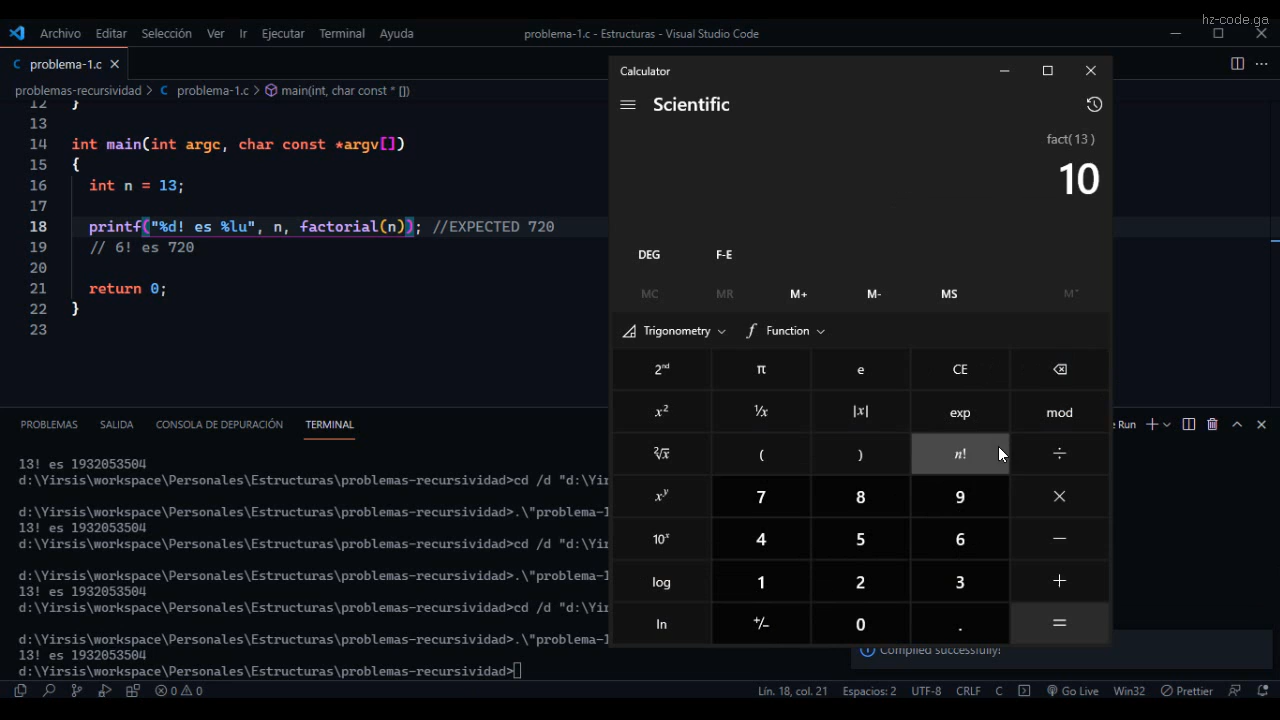 hz-code.ga
Archivo Editar Selección Ver Ir Ejecutar Terminal Ayuda
problema-1.c - Estructuras - Visual Studio Code
C problema-1.c
problemas-recursividad > C problema-1.c > main(int, char const * [])
12 }
13
14 int main(int argc, char const *argv[])
15 {
16 int n = 13;
17
18 printf("%d! es %lu", n, factorial(n)); //EXPECTED 720
19 // 6! es 720
20
21 return 0;
22 }
23
Calculator
Scientific
fact( 13 )
10
DEG F-E
MC MR M+ M- MS M˅
Trigonometry f Function
2nd π e CE
x² ¹/x |x| exp mod
²√x ( ) n! ÷
xʸ 7 8 9 ×
10ˣ 4 5 6 −
log 1 2 3 +
ln +/− 0 . =
PROBLEMAS SALIDA CONSOLA DE DEPURACIÓN TERMINAL
e Run
13! es 1932053504
d:\Yirsis\workspace\Personales\Estructuras\problemas-recursividad>cd /d "d:\Yir
d:\Yirsis\workspace\Personales\Estructuras\problemas-recursividad>.\"problema-1
13! es 1932053504
d:\Yirsis\workspace\Personales\Estructuras\problemas-recursividad>cd /d "d:\Yir
d:\Yirsis\workspace\Personales\Estructuras\problemas-recursividad>.\"problema-1
13! es 1932053504
d:\Yirsis\workspace\Personales\Estructuras\problemas-recursividad>cd /d "d:\Yir
d:\Yirsis\workspace\Personales\Estructuras\problemas-recursividad>.\"problema-1
13! es 1932053504
d:\Yirsis\workspace\Personales\Estructuras\problemas-recursividad>
Compiled successfully!
0 0 Lín. 18, col. 21 Espacios: 2 UTF-8 CRLF C Go Live Win32 Prettier